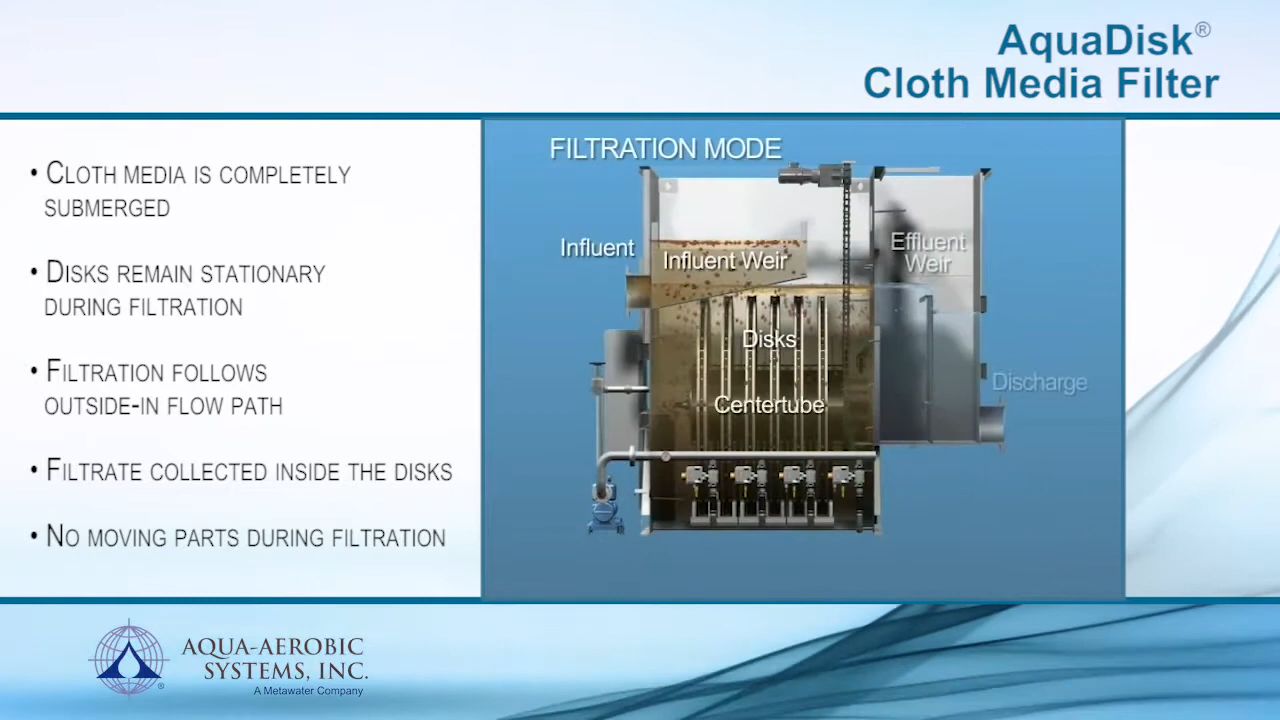 AquaDisk®
Cloth Media Filter
• Cloth media is completely
submerged
• Disks remain stationary
during filtration
• Filtration follows
outside-in flow path
• Filtrate collected inside the disks
• No moving parts during filtration
FILTRATION MODE
Influent
Influent Weir
Effluent
Weir
Disks
Discharge
Centertube
AQUA-AEROBIC
SYSTEMS, INC.
®
A Metawater Company